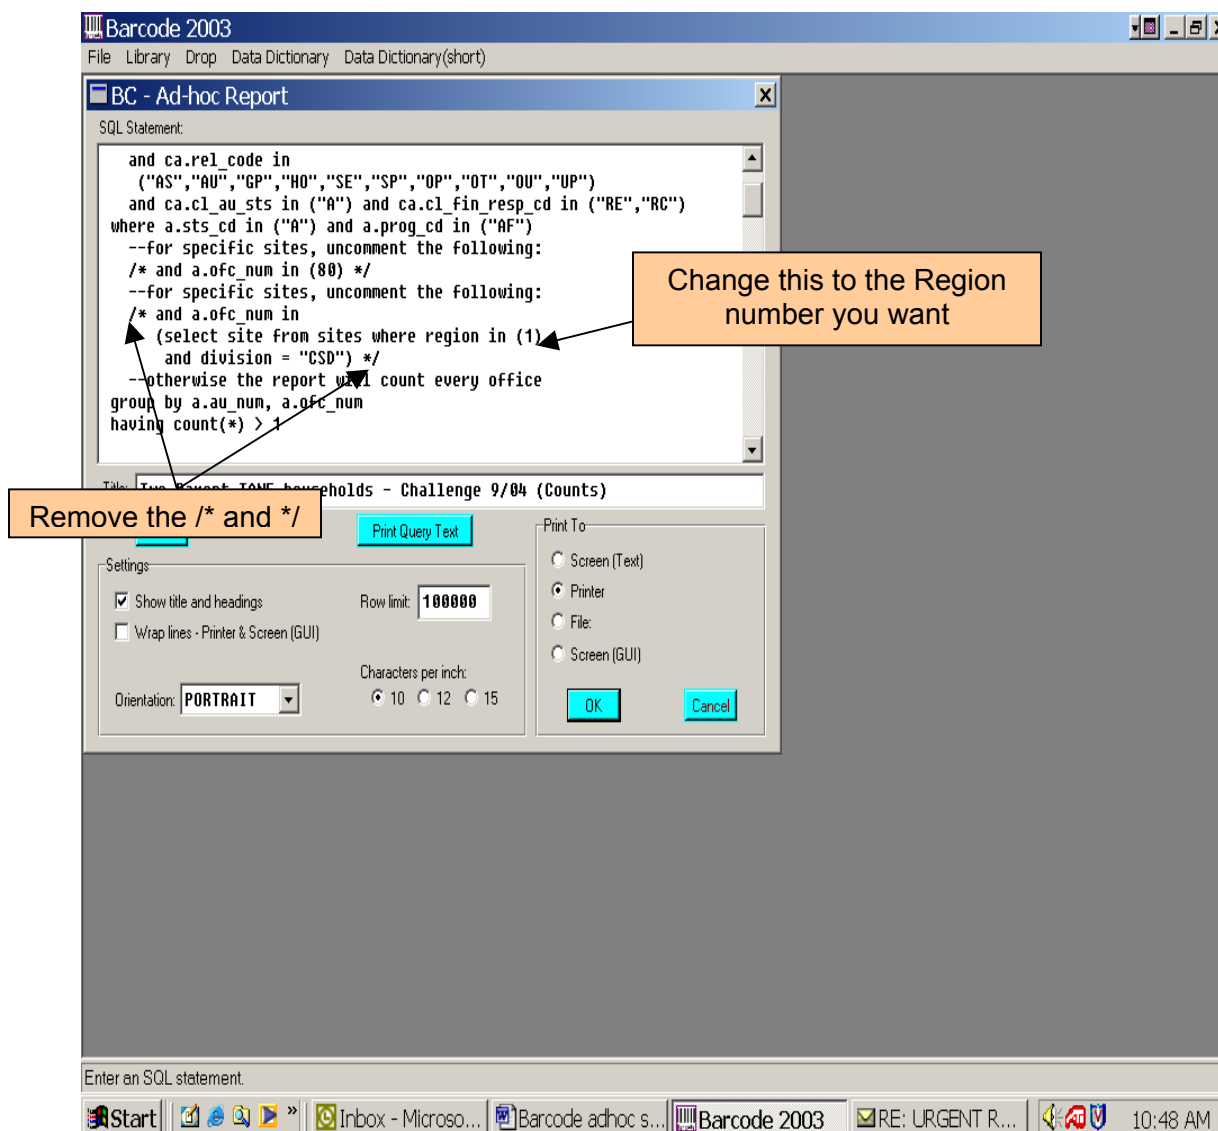 Barcode 2003
File Library Drop Data Dictionary Data Dictionary(short)
BC - Ad-hoc Report
SQL Statement:
and ca.rel_code in
("AS","AU","GP","HO","SE","SP","OP","OT","OU","UP")
and ca.cl_au_sts in ("A") and ca.cl_fin_resp_cd in ("RE","RC")
where a.sts_cd in ("A") and a.prog_cd in ("AF")
--for specific sites, uncomment the following:
/* and a.ofc_num in (80) */
--for specific sites, uncomment the following:
/* and a.ofc_num in
(select site from sites where region in (1)
and division = "CSD") */
--otherwise the report will count every office
group by a.au_num, a.ofc_num
having count(*) > 1
Change this to the Region
number you want
Title: Two Parent TANF households - Challenge 9/04 (Counts)
Remove the /* and */
Print Query Text
Print To
Screen (Text)
Printer
File:
Screen (GUI)
OK
Cancel
Settings
Show title and headings
Row limit: 100000
Wrap lines - Printer & Screen (GUI)
Characters per inch:
10 12 15
Orientation: PORTRAIT
Enter an SQL statement.
Start » Inbox - Microso... Barcode adhoc s... Barcode 2003 RE: URGENT R... 10:48 AM